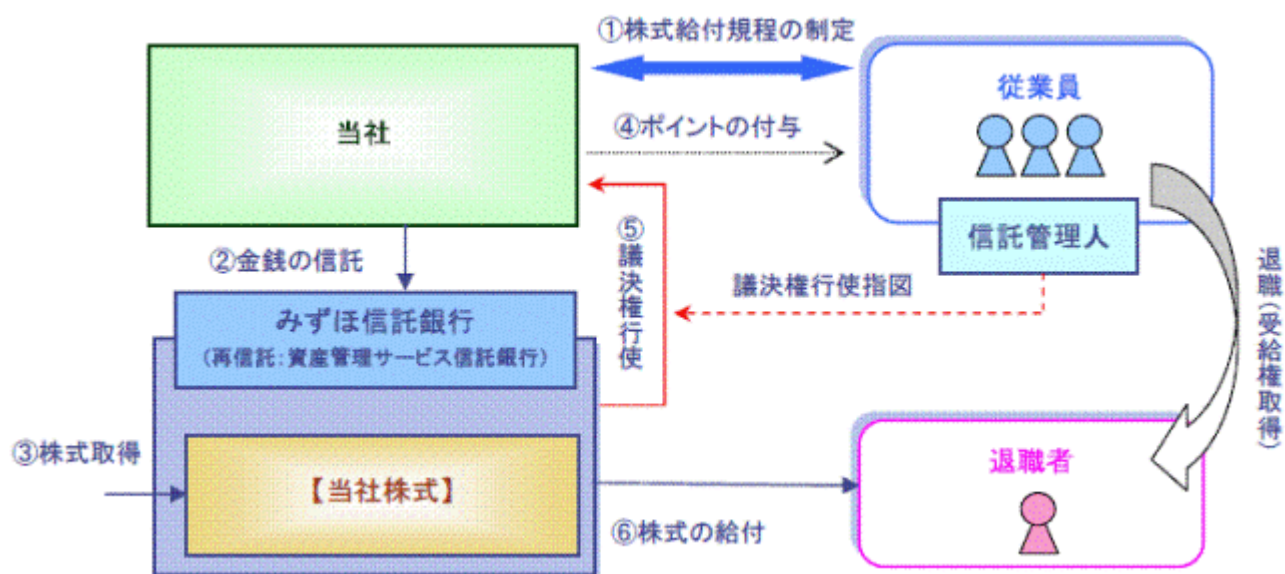 ①株式給付規程の制定
従業員
当社
④ポイントの付与
信託管理人
②金銭の信託
⑤議決権行使
議決権行使指図
退職(受給権取得)
みずほ信託銀行
(再信託:資産管理サービス信託銀行)
③株式取得
【当社株式】
退職者
⑥株式の給付